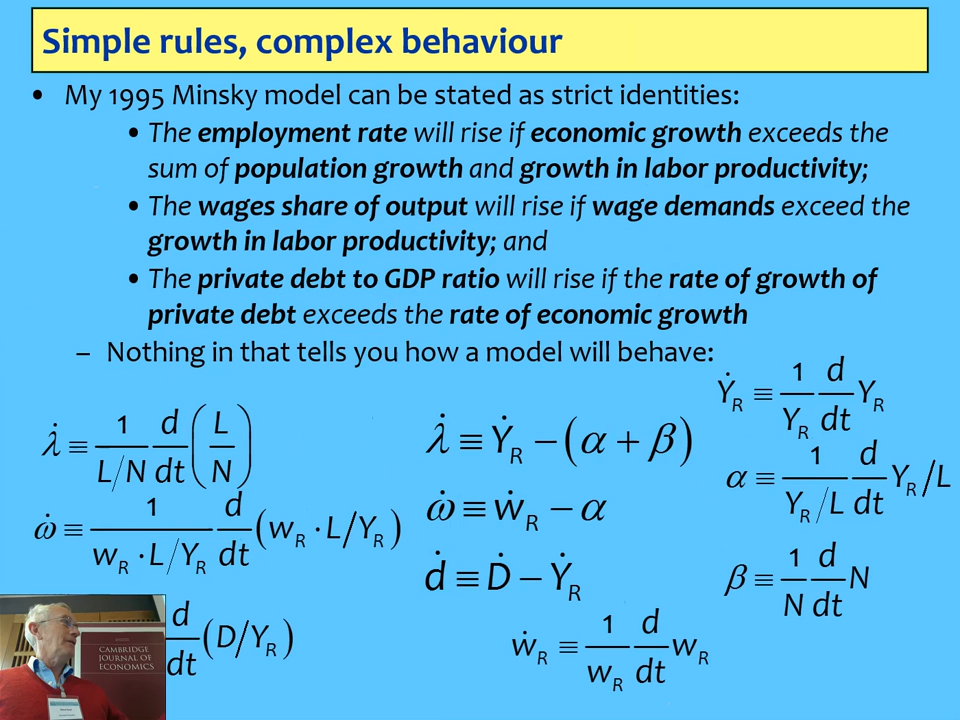 Simple rules, complex behaviour
• My 1995 Minsky model can be stated as strict identities:
• The employment rate will rise if economic growth exceeds the
sum of population growth and growth in labor productivity;
• The wages share of output will rise if wage demands exceed the
growth in labor productivity; and
• The private debt to GDP ratio will rise if the rate of growth of
private debt exceeds the rate of economic growth
– Nothing in that tells you how a model will behave:
λ̇ ≡ 1/(L/N) d/dt (L/N)
ω̇ ≡ 1/(w_R · L/Y_R) d/dt (w_R · L/Y_R)
d/dt (D/Y_R)
λ̇ ≡ Ẏ_R − (α + β)
ω̇ ≡ ẇ_R − α
ḋ ≡ Ḋ − Ẏ_R
ẇ_R ≡ 1/w_R d/dt w_R
Ẏ_R ≡ 1/Y_R d/dt Y_R
α ≡ 1/(Y_R/L) d/dt Y_R/L
β ≡ 1/N d/dt N
CAMBRIDGE
JOURNAL OF
ECONOMICS